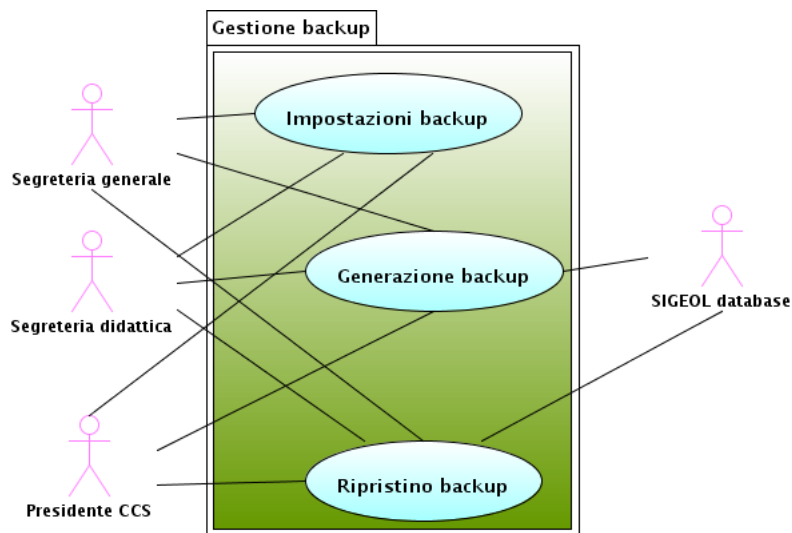 Gestione backup
Impostazioni backup
Segreteria generale
Generazione backup
SIGEOL database
Segreteria didattica
Ripristino backup
Presidente CCS